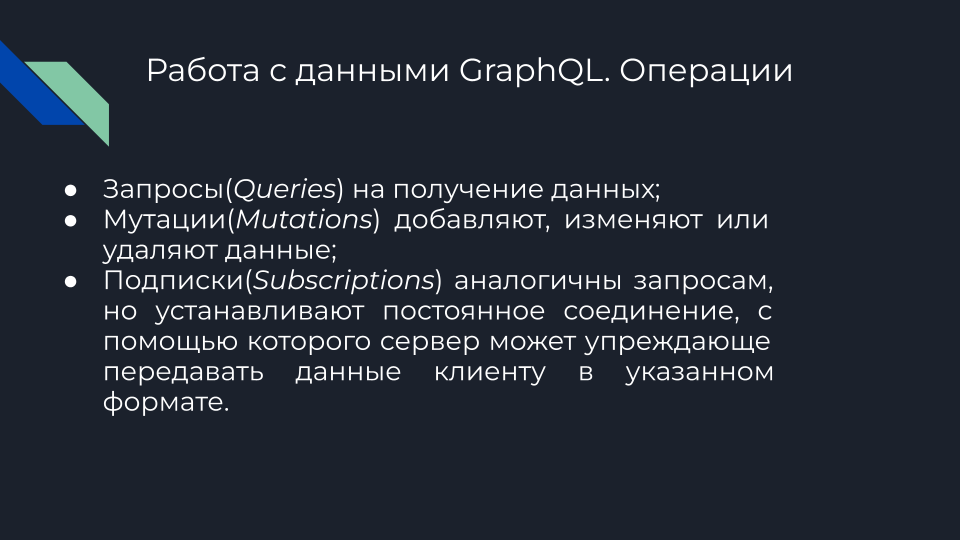 Работа с данными GraphQL. Операции
● Запросы(Queries) на получение данных;
● Мутации(Mutations) добавляют, изменяют или
удаляют данные;
● Подписки(Subscriptions) аналогичны запросам,
но устанавливают постоянное соединение, с
помощью которого сервер может упреждающе
передавать данные клиенту в указанном
формате.